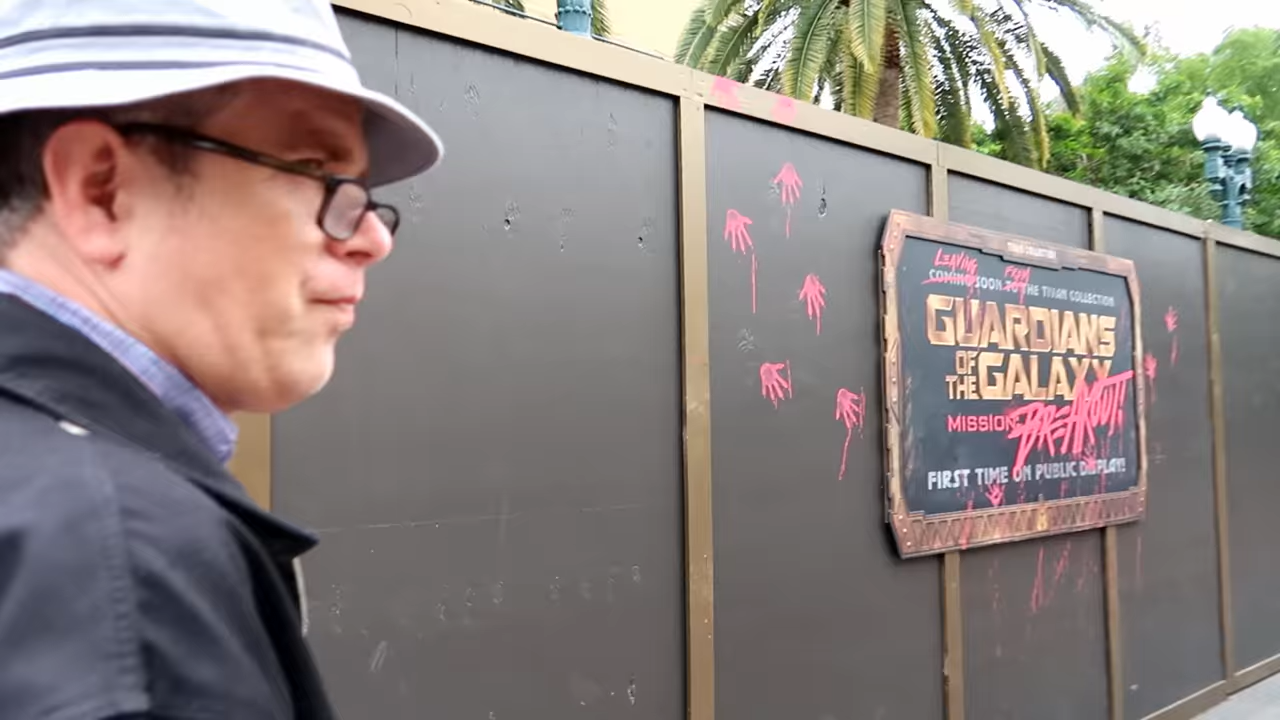 TIVAN COLLECTION
LEAVING FROM
COMING SOON TO THE TIVAN COLLECTION
GUARDIANS
OF
THE GALAXY
MISSION: BREAKOUT!
FIRST TIME ON PUBLIC DISPLAY!